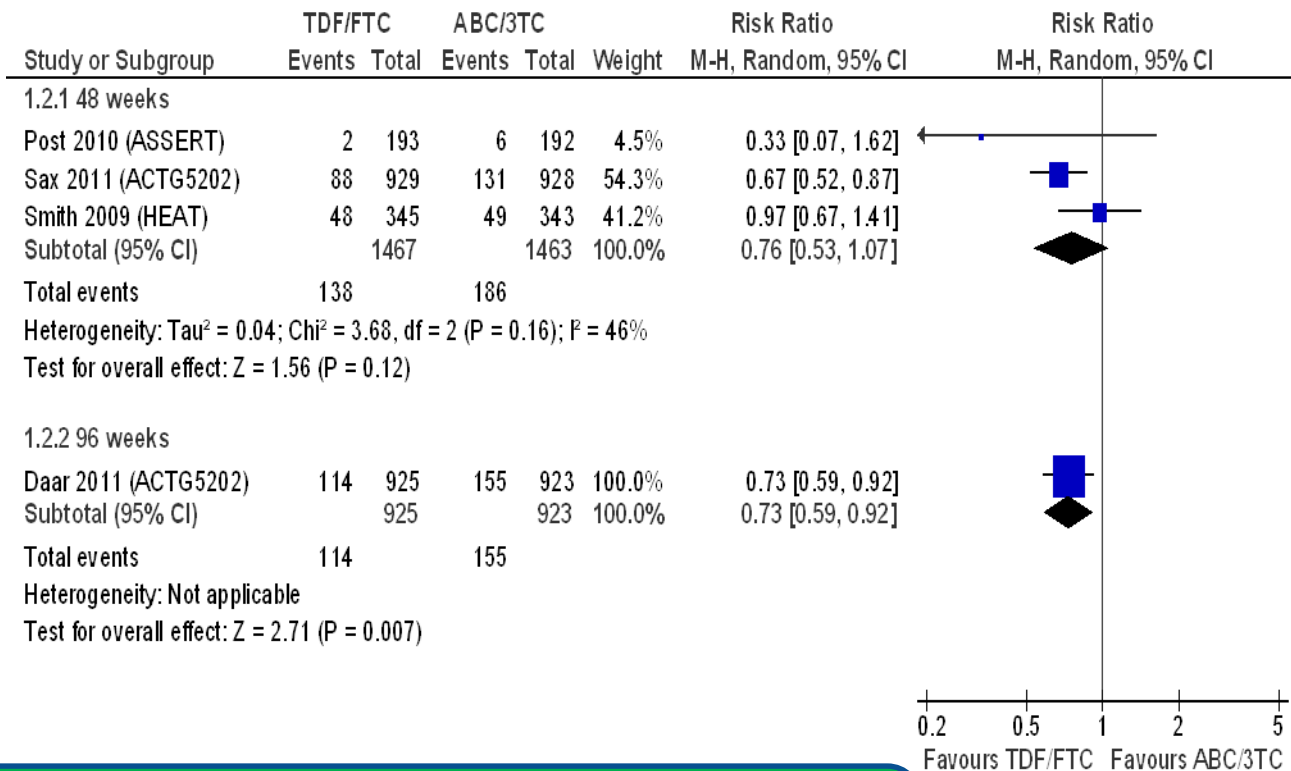 TDF/FTC ABC/3TC Risk Ratio Risk Ratio
Study or Subgroup Events Total Events Total Weight M-H, Random, 95% CI M-H, Random, 95% CI
1.2.1 48 weeks
Post 2010 (ASSERT) 2 193 6 192 4.5% 0.33 [0.07, 1.62]
Sax 2011 (ACTG5202) 88 929 131 928 54.3% 0.67 [0.52, 0.87]
Smith 2009 (HEAT) 48 345 49 343 41.2% 0.97 [0.67, 1.41]
Subtotal (95% CI) 1467 1463 100.0% 0.76 [0.53, 1.07]
Total events 138 186
Heterogeneity: Tau² = 0.04; Chi² = 3.68, df = 2 (P = 0.16); I² = 46%
Test for overall effect: Z = 1.56 (P = 0.12)
1.2.2 96 weeks
Daar 2011 (ACTG5202) 114 925 155 923 100.0% 0.73 [0.59, 0.92]
Subtotal (95% CI) 925 923 100.0% 0.73 [0.59, 0.92]
Total events 114 155
Heterogeneity: Not applicable
Test for overall effect: Z = 2.71 (P = 0.007)
0.2 0.5 1 2 5
Favours TDF/FTC Favours ABC/3TC